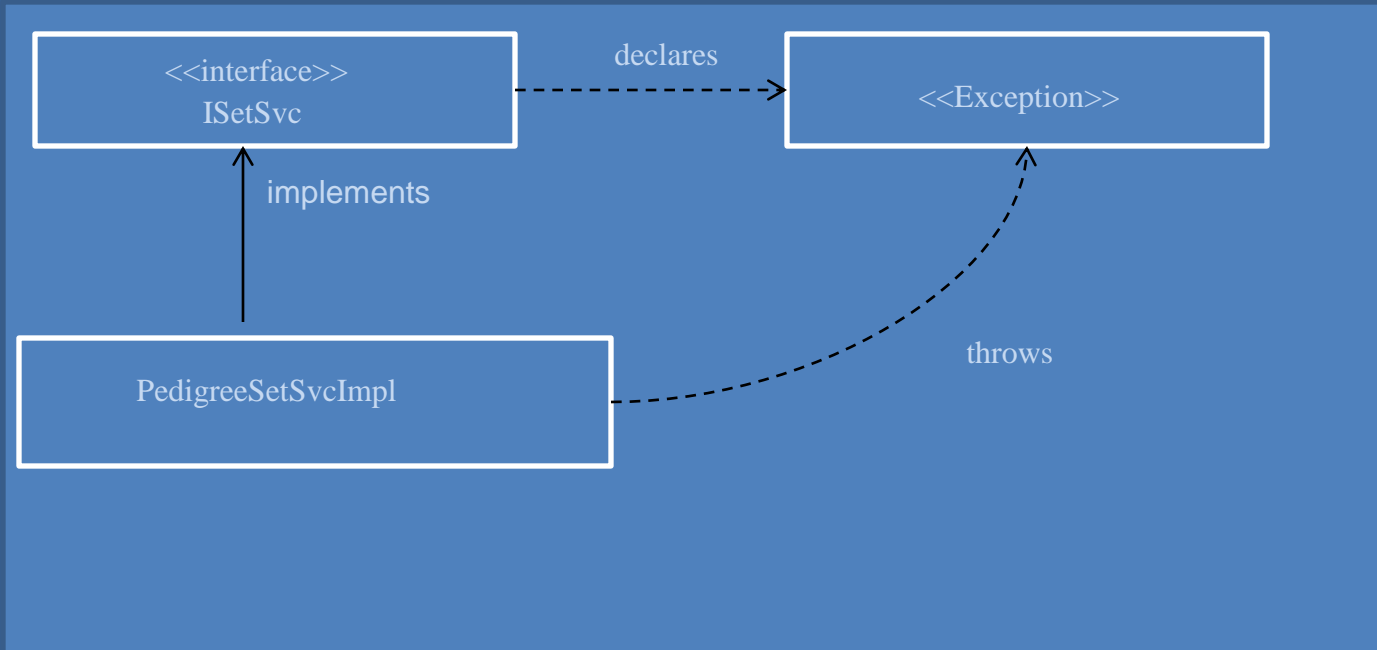 <<interface>>
ISetSvc
declares
<<Exception>>
implements
throws
PedigreeSetSvcImpl